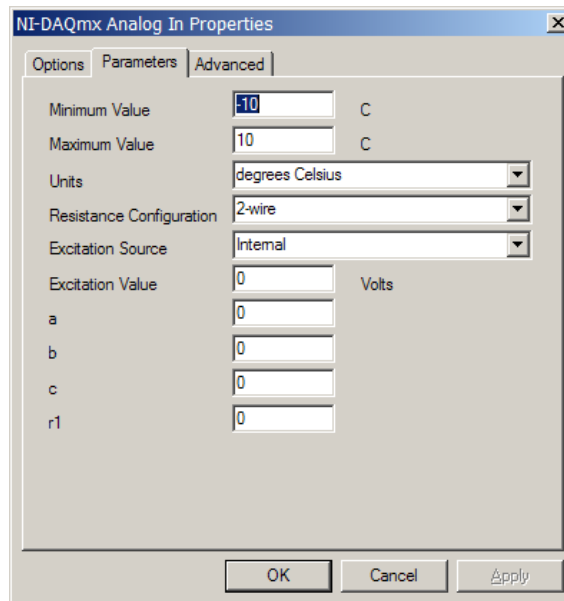 NI-DAQmx Analog In Properties
Options Parameters Advanced
Minimum Value -10 C
Maximum Value 10 C
Units degrees Celsius
Resistance Configuration 2-wire
Excitation Source Internal
Excitation Value 0 Volts
a 0
b 0
c 0
r1 0
OK Cancel Apply